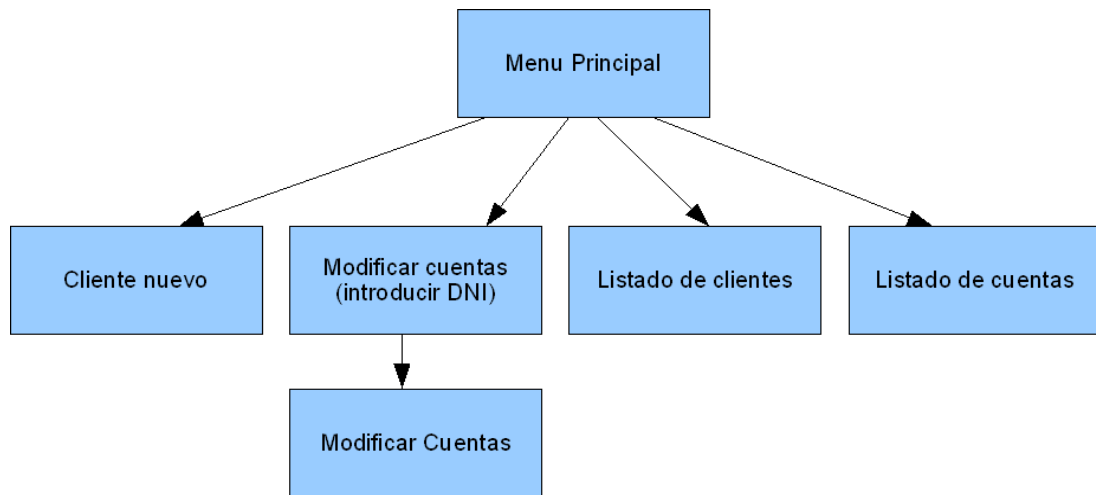 Menu Principal
Cliente nuevo
Modificar cuentas
(introducir DNI)
Listado de clientes
Listado de cuentas
Modificar Cuentas